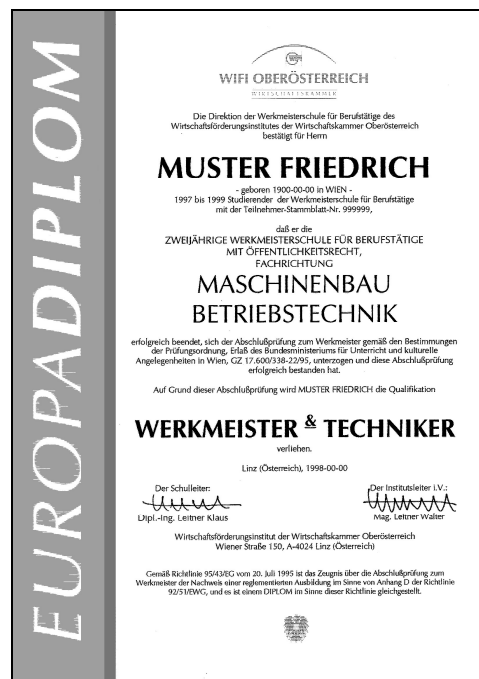 EUROPADIPLOM
WIFI
WIFI OBERÖSTERREICH
WIRTSCHAFTSKAMMER
Die Direktion der Werkmeisterschule für Berufstätige des
Wirtschaftsförderungsinstitutes der Wirtschaftskammer Oberösterreich
bestätigt für Herrn
MUSTER FRIEDRICH
- geboren 1900-00-00 in WIEN -
1997 bis 1999 Studierender der Werkmeisterschule für Berufstätige
mit der Teilnehmer-Stammblatt-Nr. 999999,
daß er die
ZWEIJÄHRIGE WERKMEISTERSCHULE FÜR BERUFSTÄTIGE
MIT ÖFFENTLICHKEITSRECHT,
FACHRICHTUNG
MASCHINENBAU
BETRIEBSTECHNIK
erfolgreich beendet, sich der Abschlußprüfung zum Werkmeister gemäß den Bestimmungen
der Prüfungsordnung, Erlaß des Bundesministeriums für Unterricht und kulturelle
Angelegenheiten in Wien, GZ 17.600/338-22/95, unterzogen und diese Abschlußprüfung
erfolgreich bestanden hat.
Auf Grund dieser Abschlußprüfung wird MUSTER FRIEDRICH die Qualifikation
WERKMEISTER & TECHNIKER
verliehen.
Linz (Österreich), 1998-00-00
Der Schulleiter: Der Institutsleiter i.V.:
Dipl.-Ing. Leitner Klaus Mag. Leitner Walter
Wirtschaftsförderungsinstitut der Wirtschaftskammer Oberösterreich
Wiener Straße 150, A-4024 Linz (Österreich)
Gemäß Richtlinie 95/43/EG vom 20. Juli 1995 ist das Zeugnis über die Abschlußprüfung zum
Werkmeister der Nachweis einer reglementierten Ausbildung im Sinne von Anhang D der Richtlinie
92/51/EWG, und es ist einem DIPLOM im Sinne dieser Richtlinie gleichgestellt.